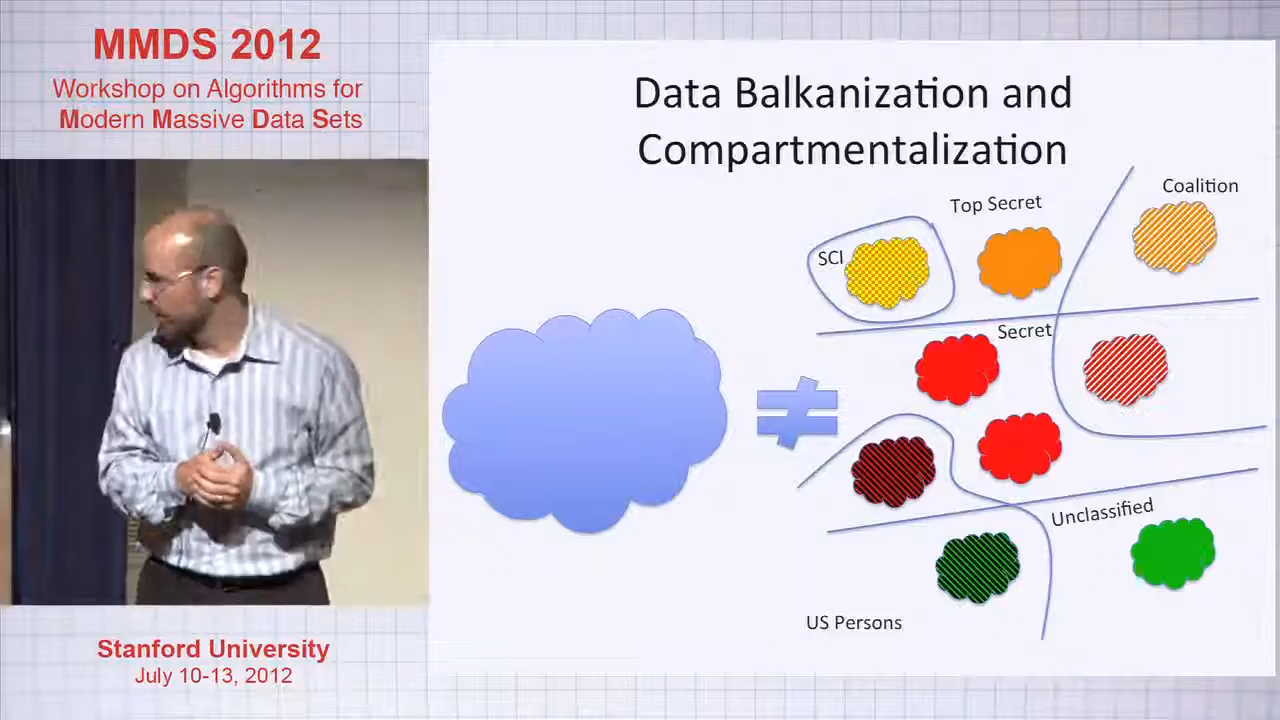 MMDS 2012
Workshop on Algorithms for
Modern Massive Data Sets
Data Balkanization and
Compartmentalization
Coalition
Top Secret
SCI
Secret
Unclassified
US Persons
Stanford University
July 10-13, 2012